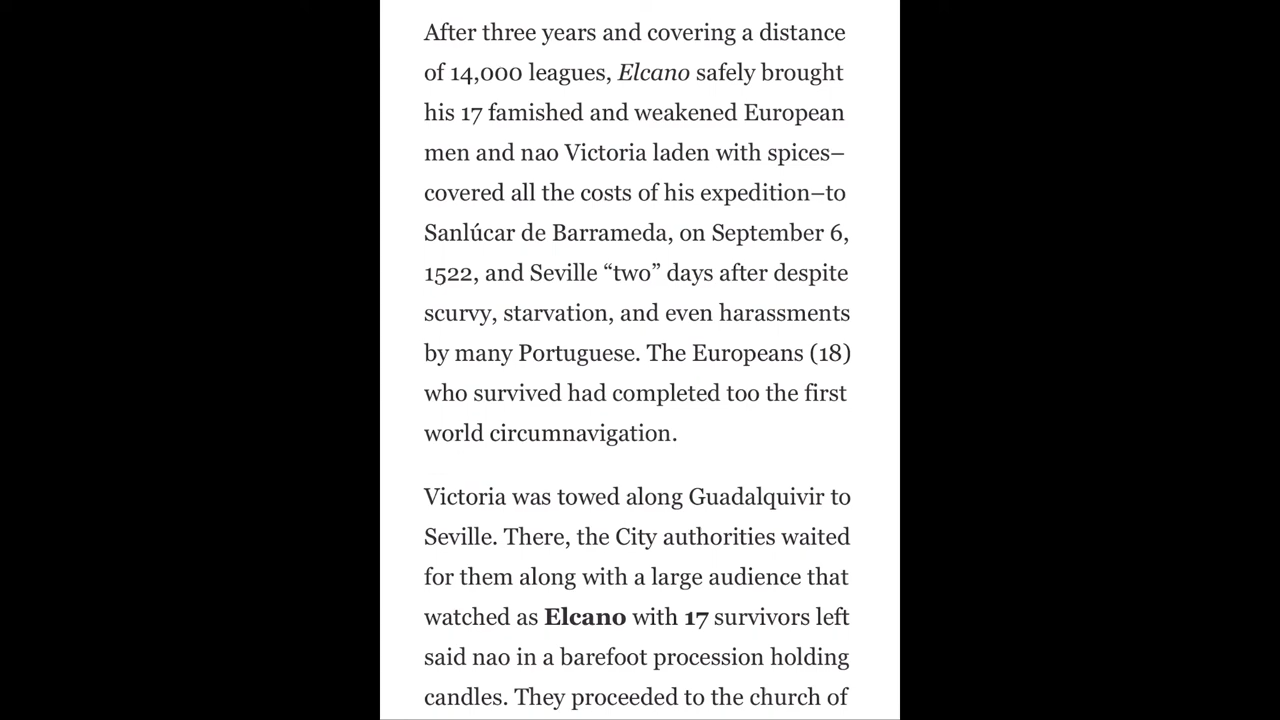 After three years and covering a distance
of 14,000 leagues, Elcano safely brought
his 17 famished and weakened European
men and nao Victoria laden with spices–
covered all the costs of his expedition–to
Sanlúcar de Barrameda, on September 6,
1522, and Seville “two” days after despite
scurvy, starvation, and even harassments
by many Portuguese. The Europeans (18)
who survived had completed too the first
world circumnavigation.
Victoria was towed along Guadalquivir to
Seville. There, the City authorities waited
for them along with a large audience that
watched as Elcano with 17 survivors left
said nao in a barefoot procession holding
candles. They proceeded to the church of